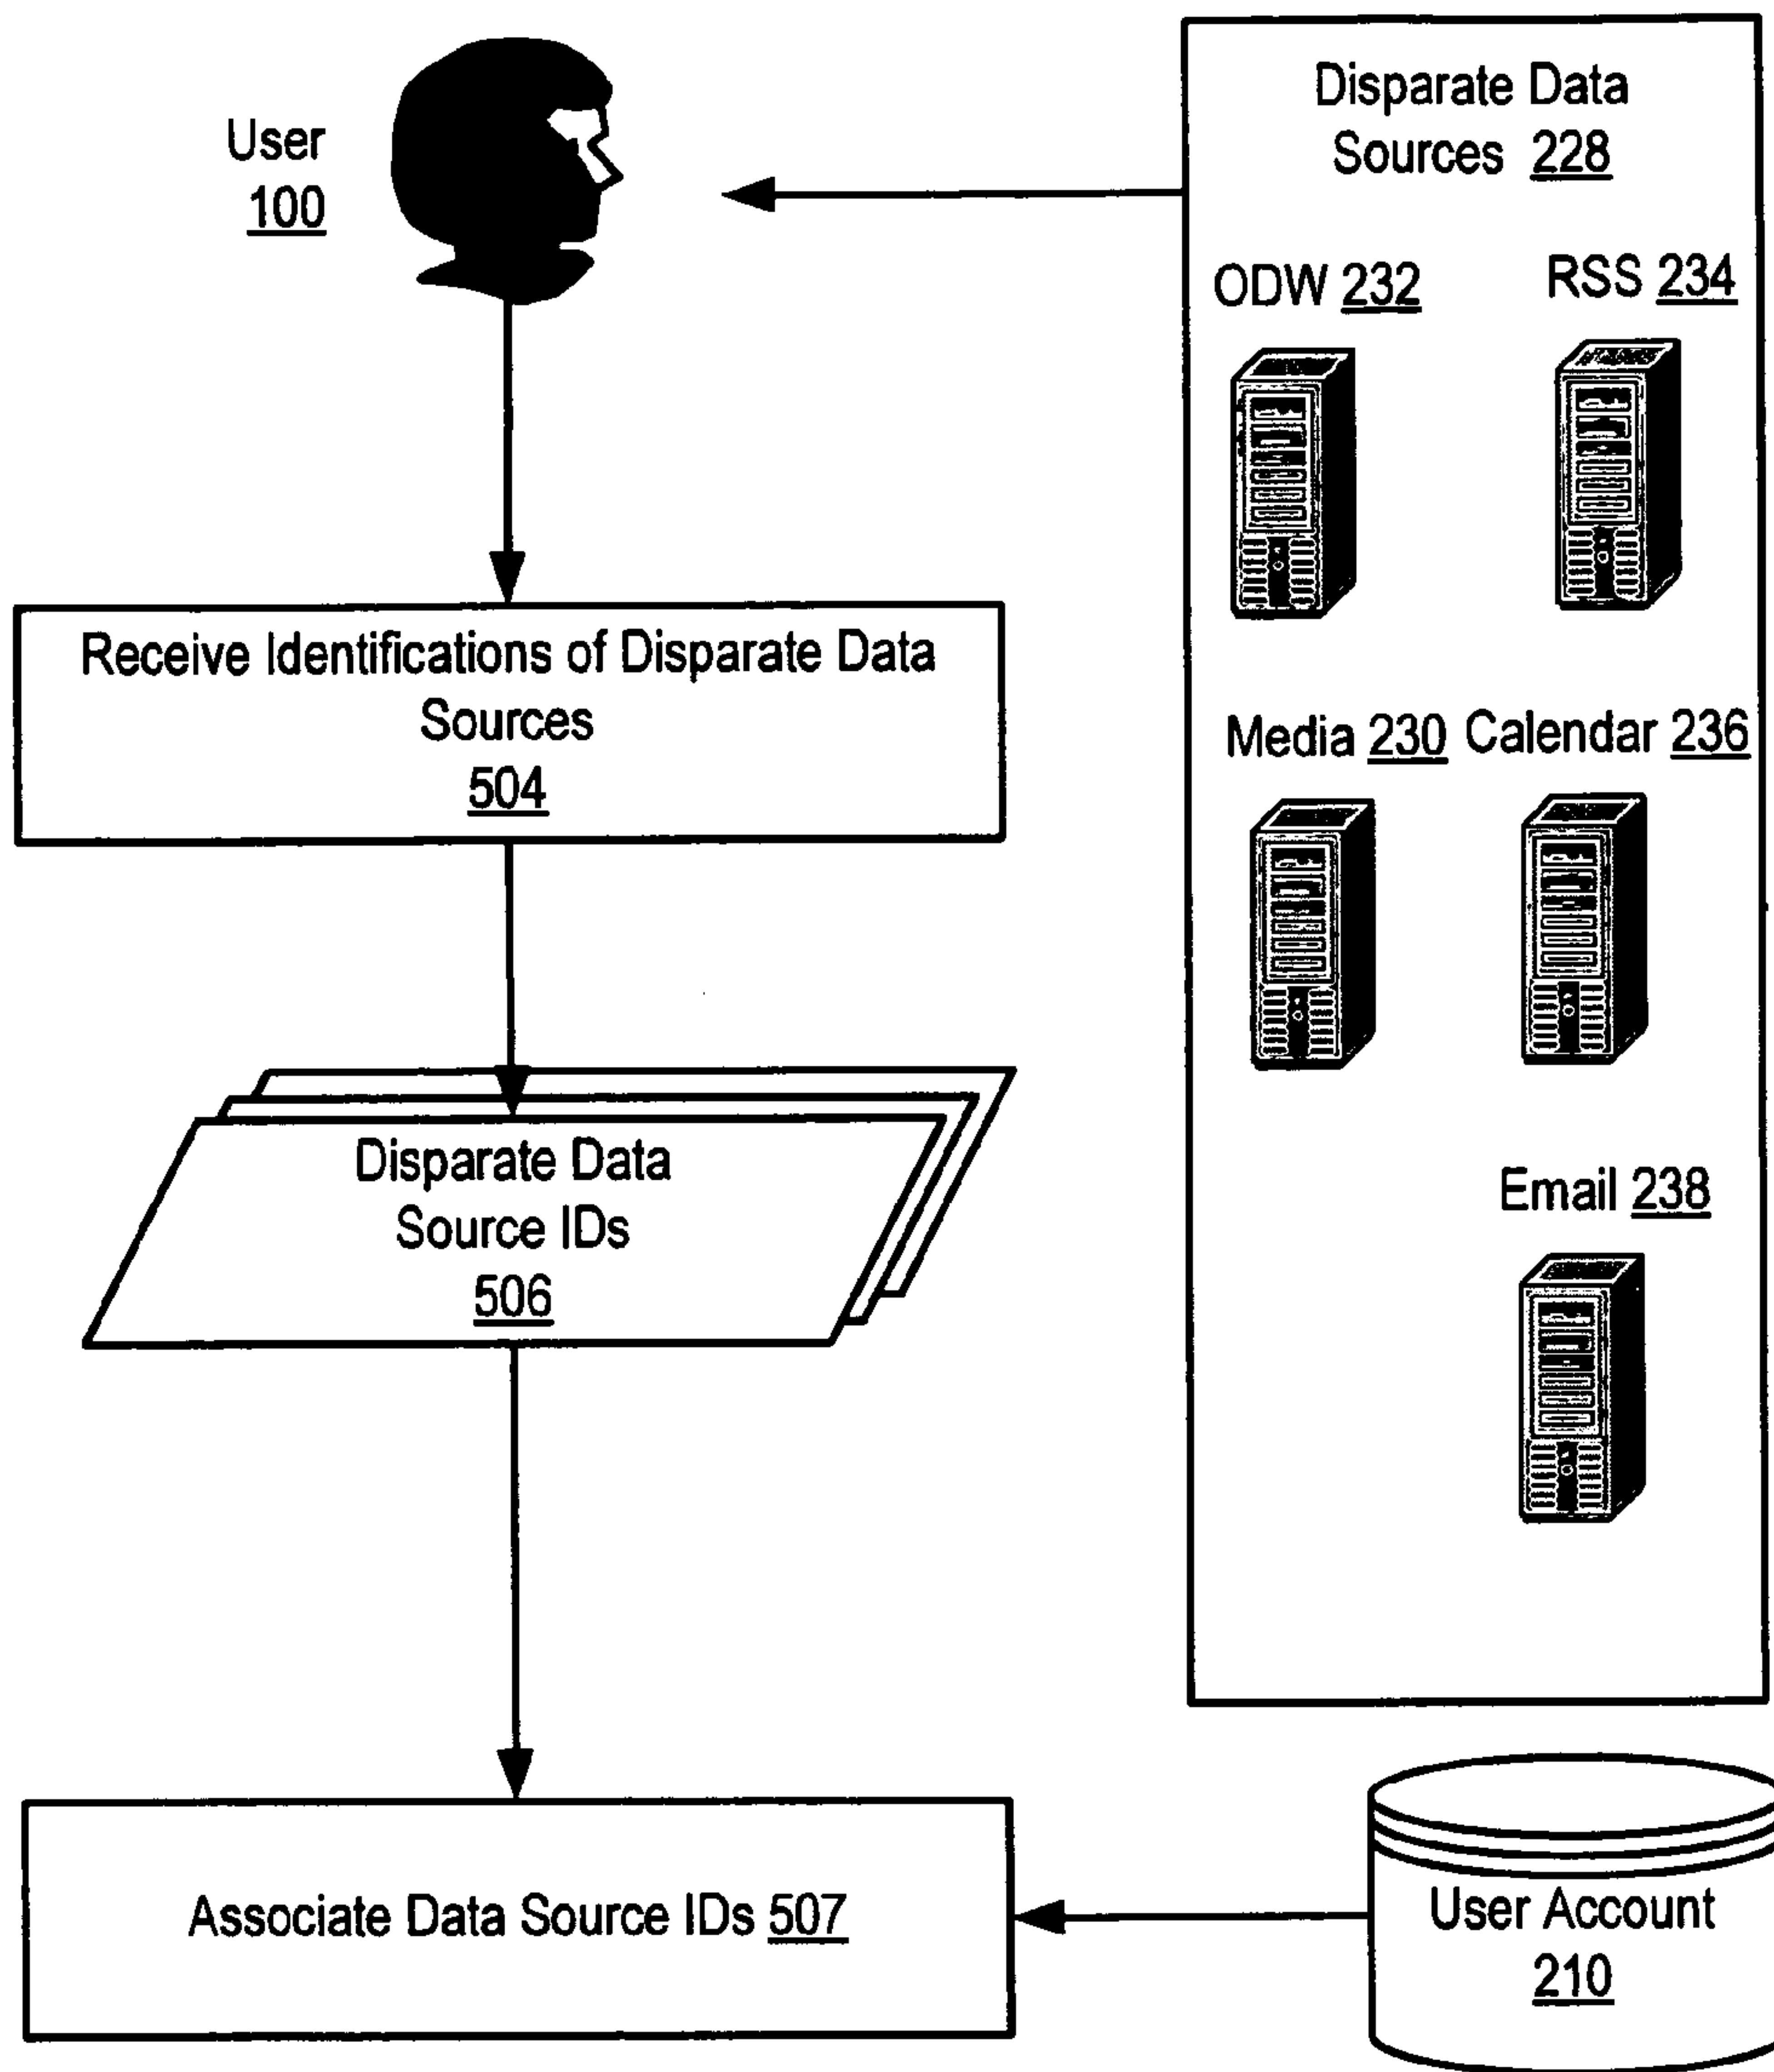 User
100
Disparate Data
Sources 228
ODW 232
RSS 234
Media 230
Calendar 236
Email 238
Receive Identifications of Disparate Data
Sources
504
Disparate Data
Source IDs
506
Associate Data Source IDs 507
User Account
210